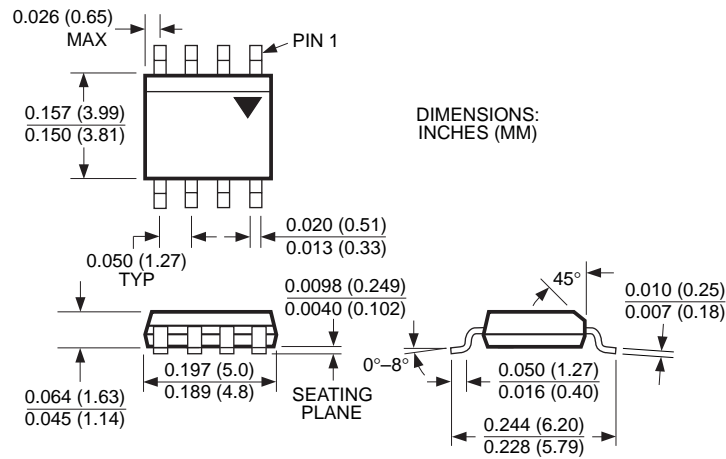 0.026 (0.65)
MAX
PIN 1
0.157 (3.99)
0.150 (3.81)
DIMENSIONS:
INCHES (MM)
0.020 (0.51)
0.013 (0.33)
0.050 (1.27)
TYP
0.0098 (0.249)
0.0040 (0.102)
45°
0.010 (0.25)
0.007 (0.18)
0°–8°
0.064 (1.63)
0.045 (1.14)
0.197 (5.0)
0.189 (4.8)
SEATING
PLANE
0.050 (1.27)
0.016 (0.40)
0.244 (6.20)
0.228 (5.79)